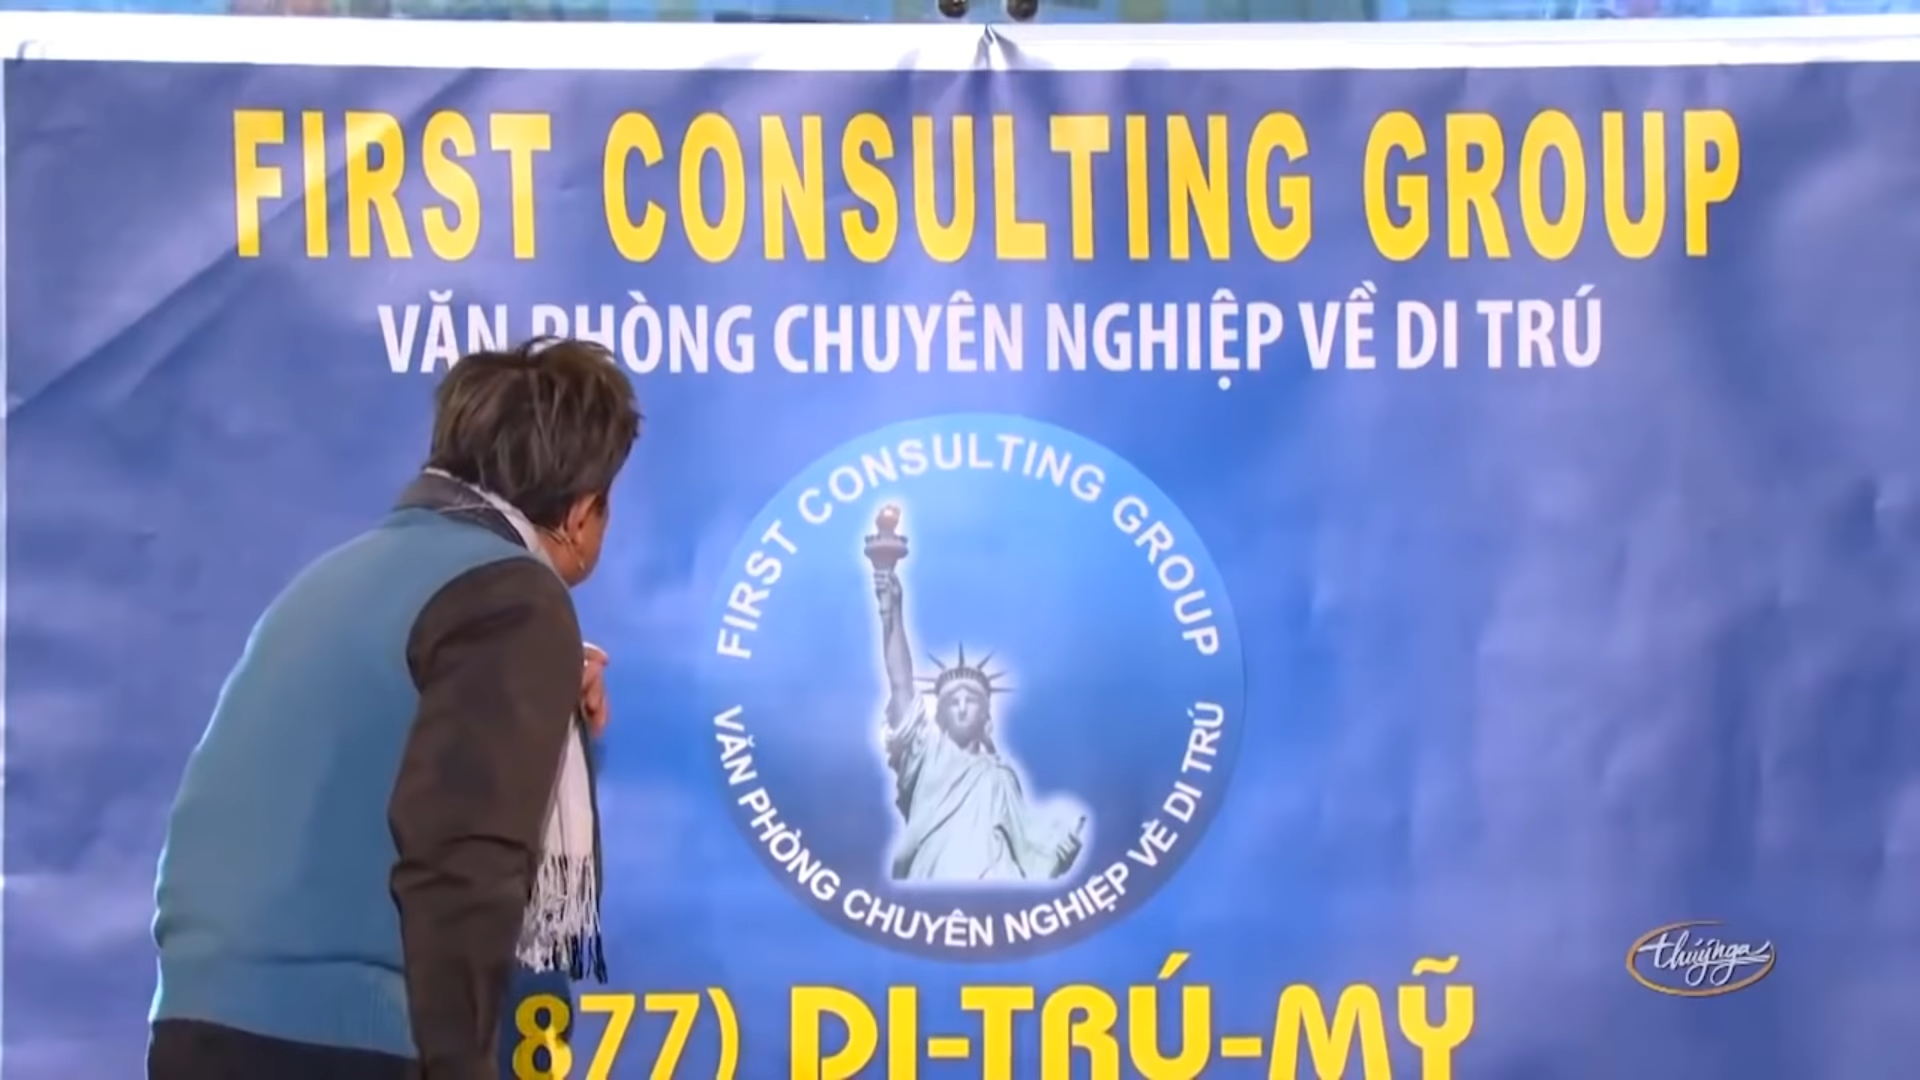 FIRST CONSULTING GROUP
VĂN PHÒNG CHUYÊN NGHIỆP VỀ DI TRÚ
FIRST CONSULTING GROUP
VĂN PHÒNG CHUYÊN NGHIỆP VỀ DI TRÚ
877) DI-TRÚ-MỸ
thúy nga